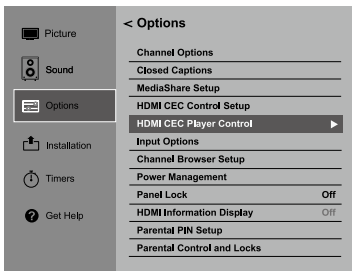 Picture
Sound
Options
Installation
Timers
Get Help
< Options
Channel Options
Closed Captions
MediaShare Setup
HDMI CEC Control Setup
HDMI CEC Player Control
Input Options
Channel Browser Setup
Power Management
Panel Lock Off
HDMI Information Display Off
Parental PIN Setup
Parental Control and Locks